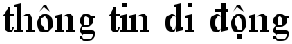 thông tin di động